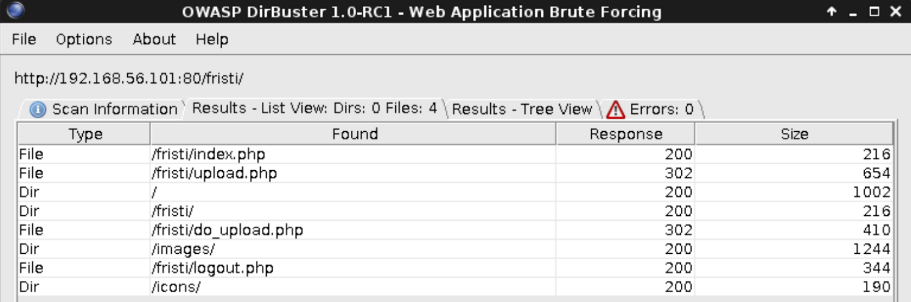 OWASP DirBuster 1.0-RC1 - Web Application Brute Forcing
File Options About Help
http://192.168.56.101:80/fristi/
Scan Information Results - List View: Dirs: 0 Files: 4 Results - Tree View Errors: 0
Type Found Response Size
File /fristi/index.php 200 216
File /fristi/upload.php 302 654
Dir / 200 1002
Dir /fristi/ 200 216
File /fristi/do_upload.php 302 410
Dir /images/ 200 1244
File /fristi/logout.php 200 344
Dir /icons/ 200 190